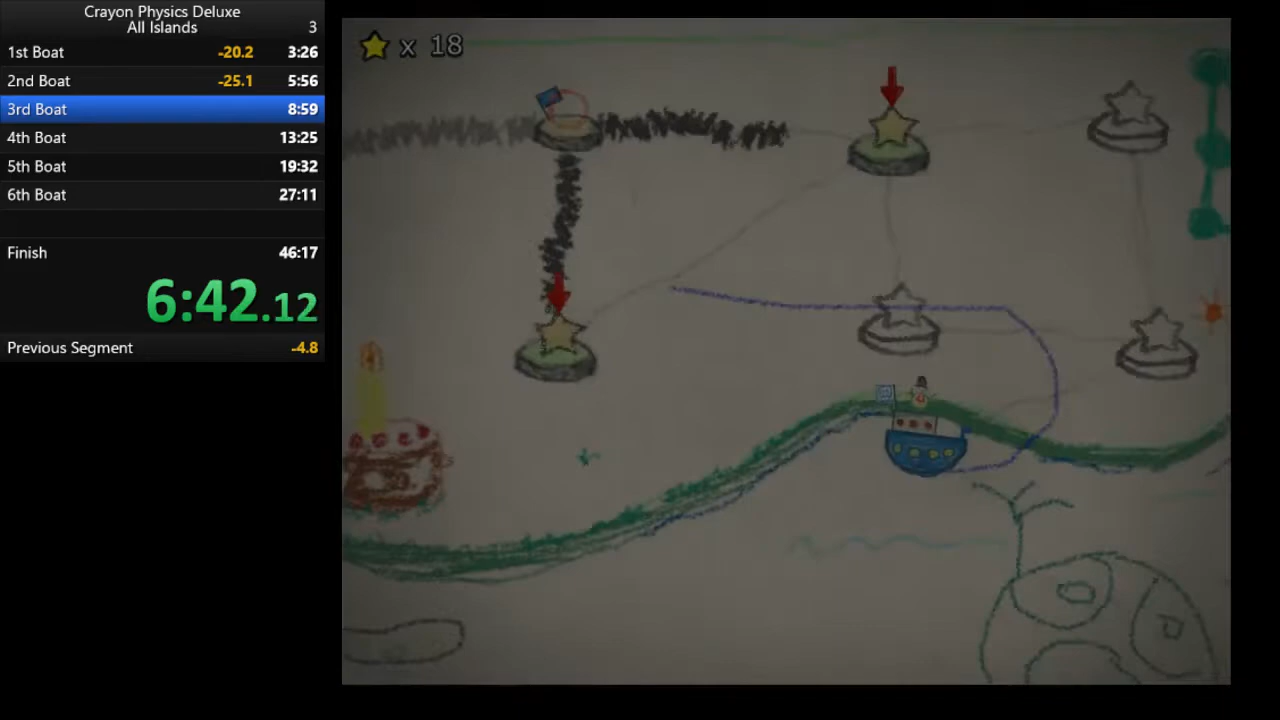 Crayon Physics Deluxe
All Islands 3
1st Boat -20.2 3:26
2nd Boat -25.1 5:56
3rd Boat 8:59
4th Boat 13:25
5th Boat 19:32
6th Boat 27:11
Finish 46:17
6:42.12
Previous Segment -4.8
x 18